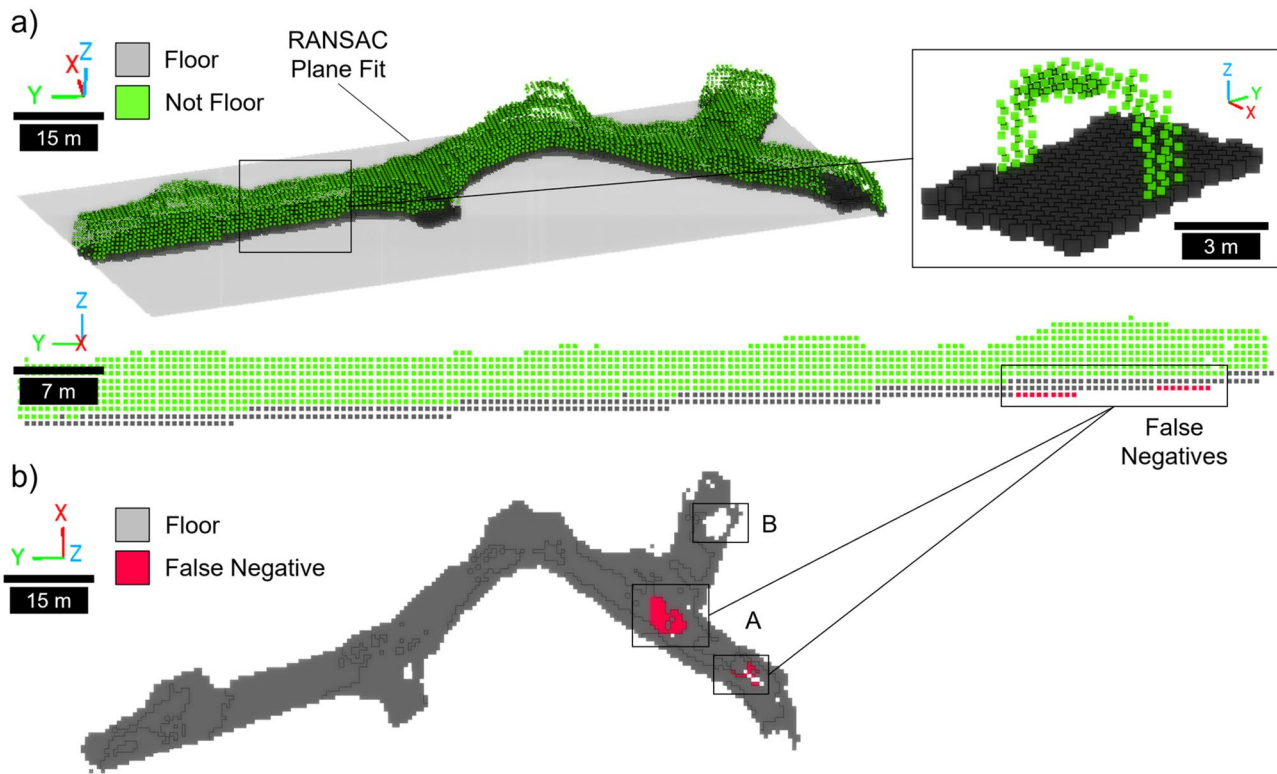 a)
X
Z
Y
15 m
Floor
Not Floor
RANSAC
Plane Fit
Z
Y
X
3 m
Z
Y
X
7 m
False
Negatives
b)
X
Y
Z
15 m
Floor
False Negative
B
A